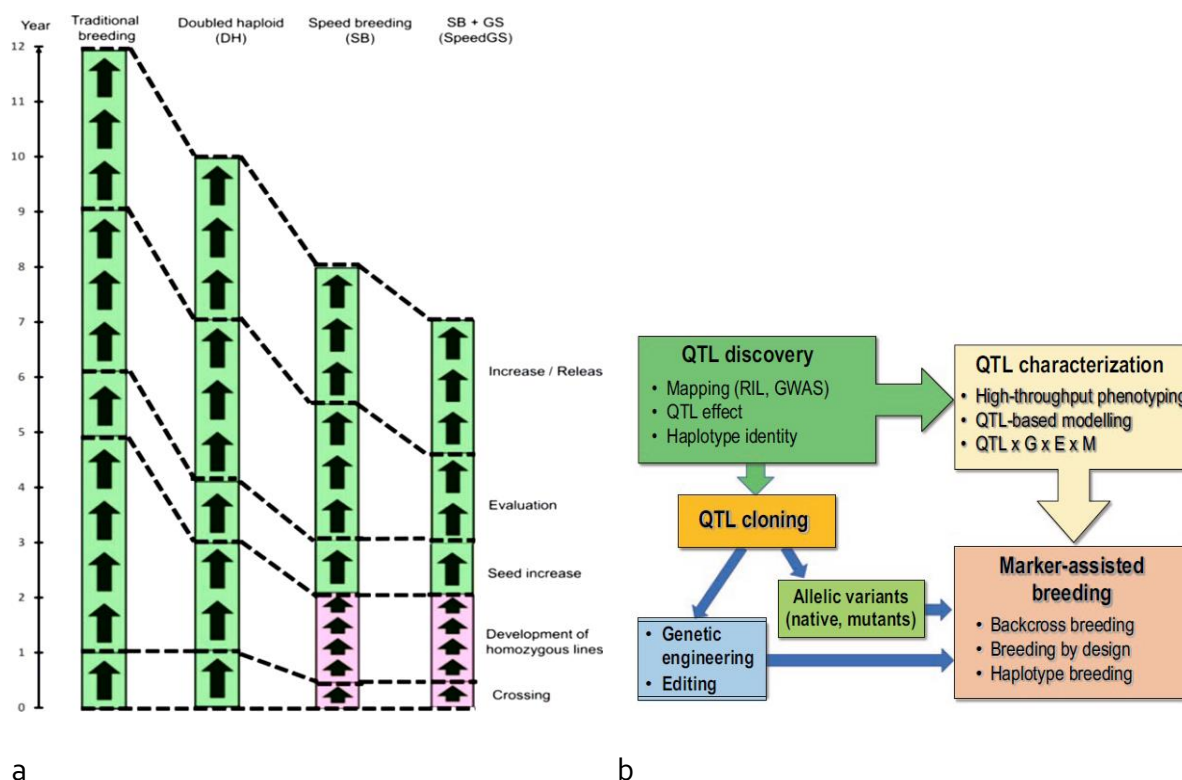 Year
Traditional
breeding
Doubled haploid
(DH)
Speed breeding
(SB)
SB + GS
(SpeedGS)
12
11
10
9
8
7
6
5
4
3
2
1
0
Increase / Releas
Evaluation
Seed increase
Development of
homozygous lines
Crossing
a
QTL discovery
• Mapping (RIL, GWAS)
• QTL effect
• Haplotype identity
QTL characterization
• High-throughput phenotyping
• QTL-based modelling
• QTL x G x E x M
QTL cloning
Allelic variants
(native, mutants)
• Genetic
engineering
• Editing
Marker-assisted
breeding
• Backcross breeding
• Breeding by design
• Haplotype breeding
b